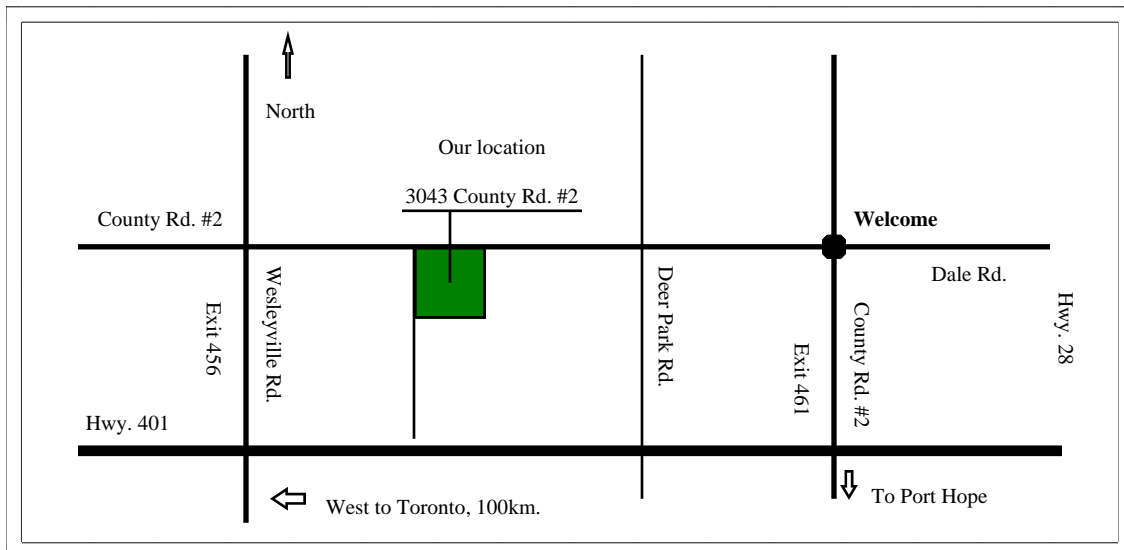 North
Our location
3043 County Rd. #2
County Rd. #2
Welcome
Dale Rd.
Exit 456
Wesleyville Rd.
Deer Park Rd.
Exit 461
County Rd. #2
Hwy. 28
Hwy. 401
West to Toronto, 100km.
To Port Hope